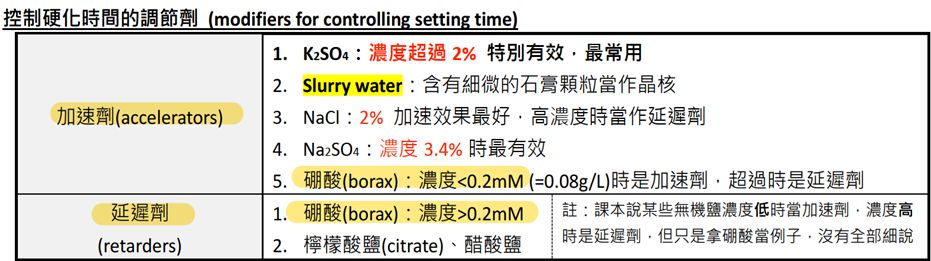 控制硬化時間的調節劑 (modifiers for controlling setting time)
加速劑(accelerators)
1. K₂SO₄：濃度超過 2% 特別有效，最常用
2. Slurry water：含有細微的石膏顆粒當作晶核
3. NaCl：2% 加速效果最好，高濃度時當作延遲劑
4. Na₂SO₄：濃度 3.4% 時最有效
5. 硼酸(borax)：濃度<0.2mM (=0.08g/L)時是加速劑，超過時是延遲劑
延遲劑
(retarders)
1. 硼酸(borax)：濃度>0.2mM
2. 檸檬酸鹽(citrate)、醋酸鹽
註：課本說某些無機鹽濃度低時當加速劑，濃度高
時是延遲劑，但只是拿硼酸當例子，沒有全部細說